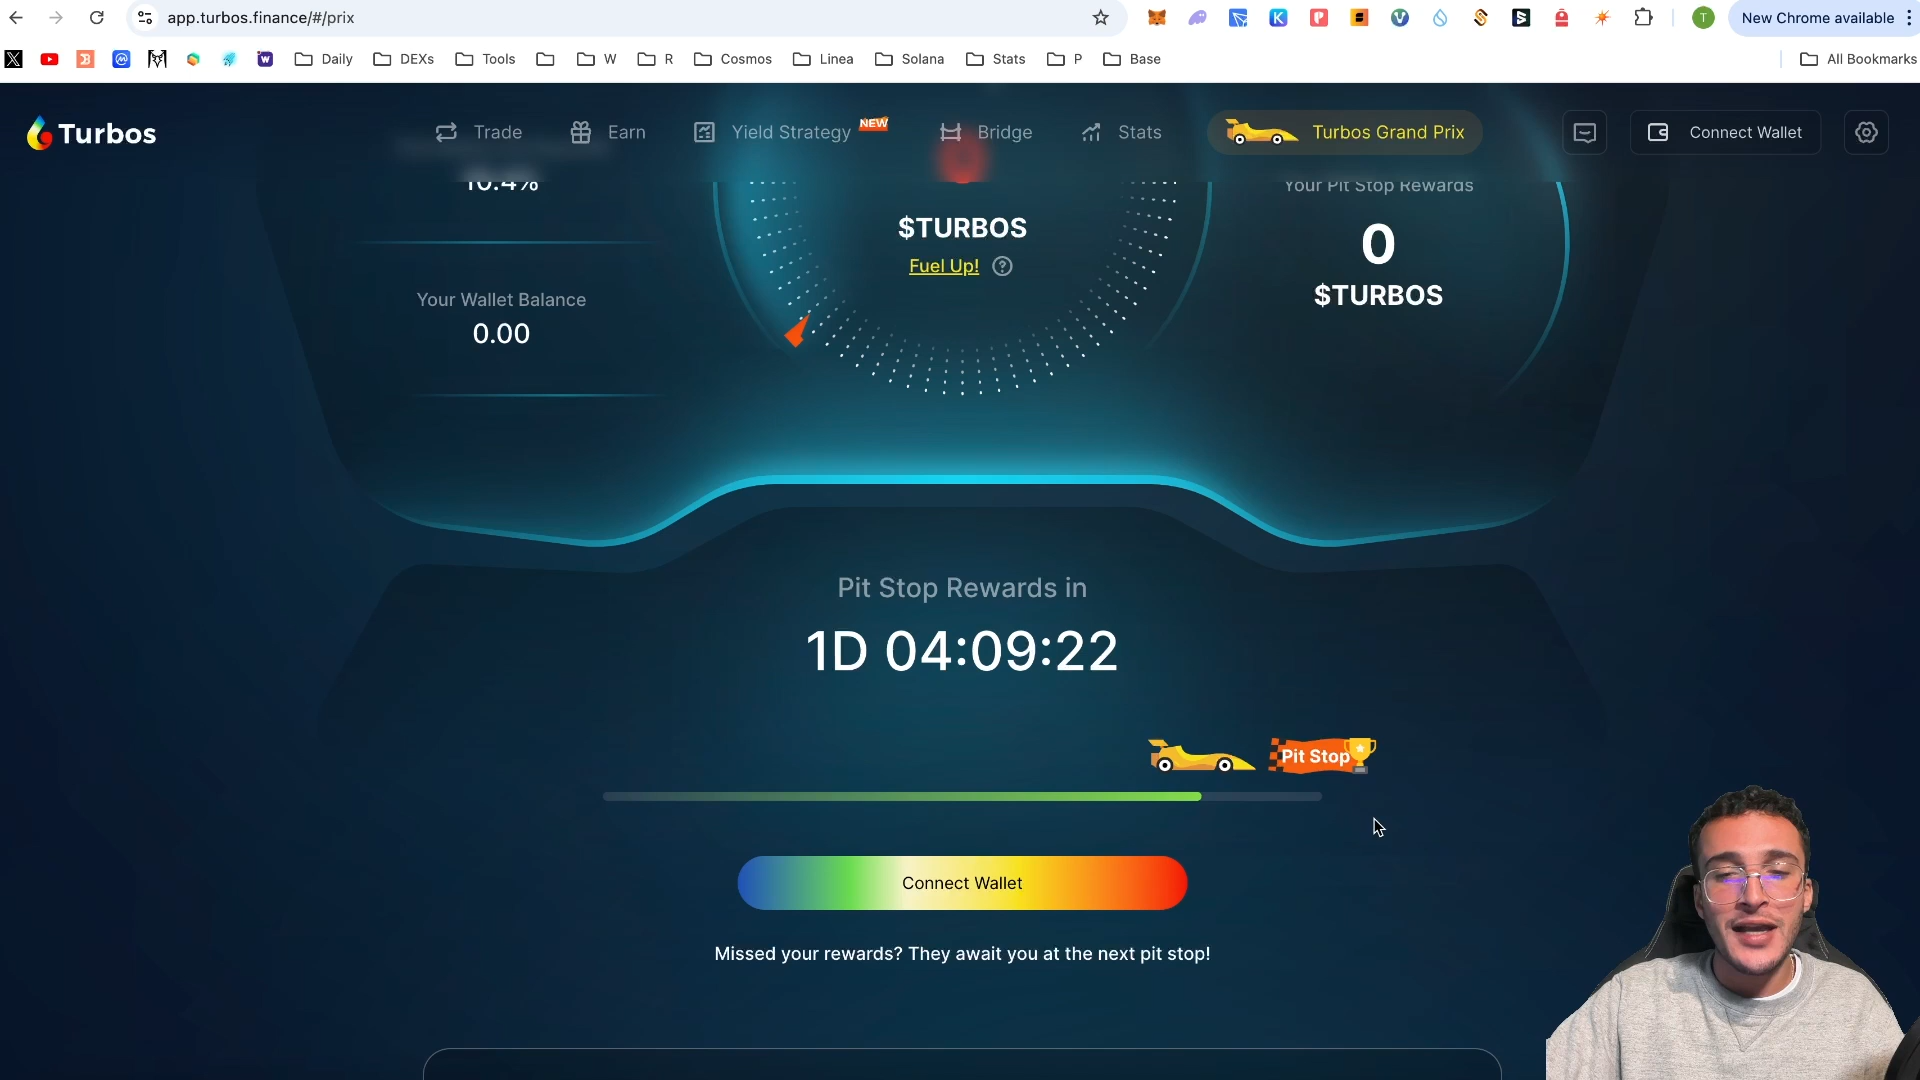 app.turbos.finance/#/prix
T
New Chrome available
Daily
DEXs
Tools
W
R
Cosmos
Linea
Solana
Stats
P
Base
All Bookmarks
Turbos
Trade
Earn
Yield Strategy
NEW
Bridge
Stats
Turbos Grand Prix
Connect Wallet
10.4%
$TURBOS
Fuel Up! ?
Your Wallet Balance
0.00
Your Pit Stop Rewards
0
$TURBOS
Pit Stop Rewards in
1D 04:09:22
Pit Stop
Connect Wallet
Missed your rewards? They await you at the next pit stop!